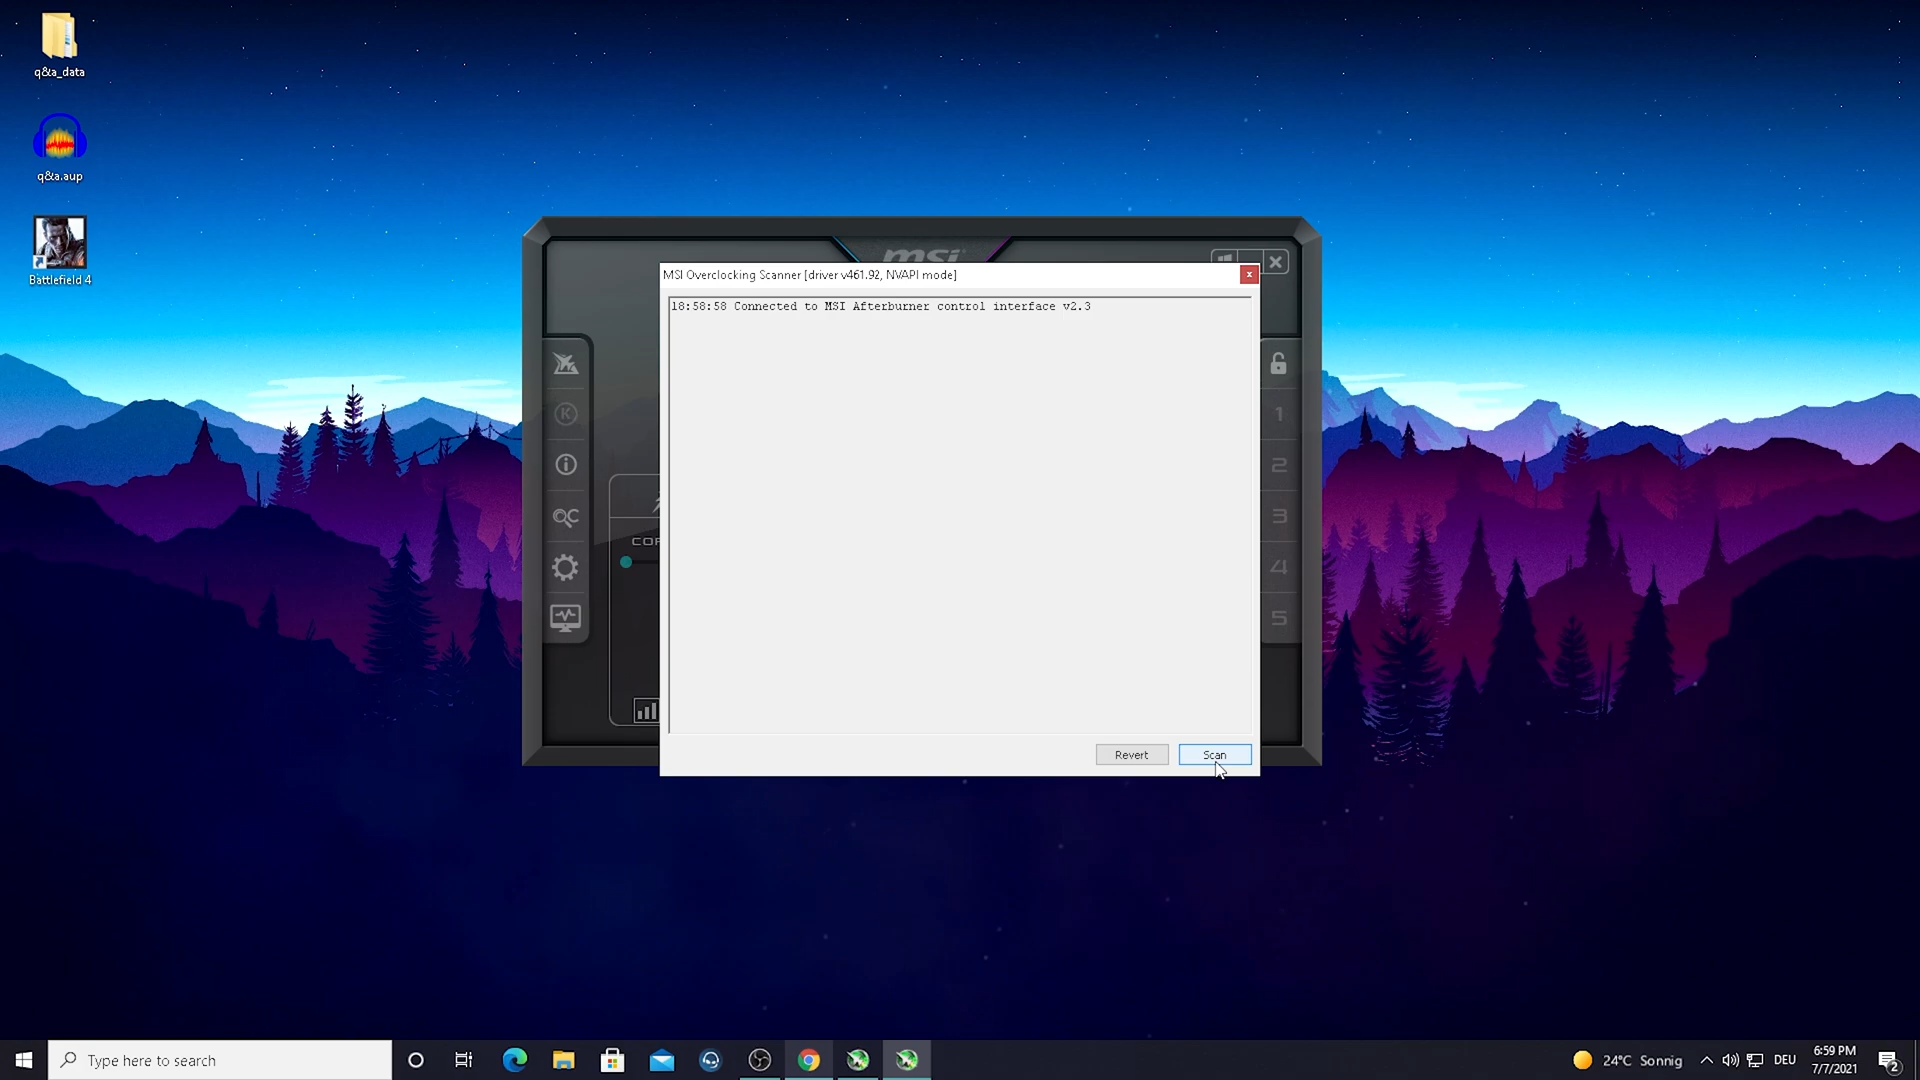 q&a_data
q&a.aup
Battlefield 4
msi
MSI Overclocking Scanner [driver v461.92, NVAPI mode]
18:58:58 Connected to MSI Afterburner control interface v2.3
K
OC
COR
1
2
3
4
5
Revert
Scan
Type here to search
24°C Sonnig
DEU
6:59 PM
7/7/2021
2